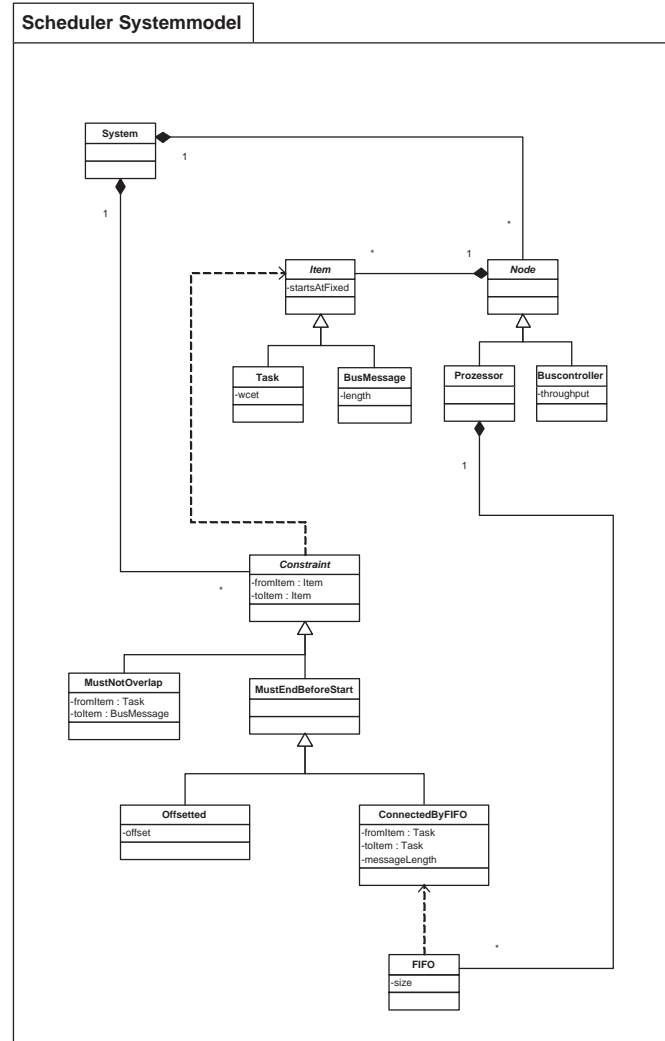 Scheduler Systemmodel
System
1
1
*
*
1
Item
-startsAtFixed
Node
Task
-wcet
BusMessage
-length
Prozessor
Buscontroller
-throughput
1
Constraint
-fromItem : Item
-toItem : Item
*
MustNotOverlap
-fromItem : Task
-toItem : BusMessage
MustEndBeforeStart
Offsetted
-offset
ConnectedByFIFO
-fromItem : Task
-toItem : Task
-messageLength
*
FIFO
-size